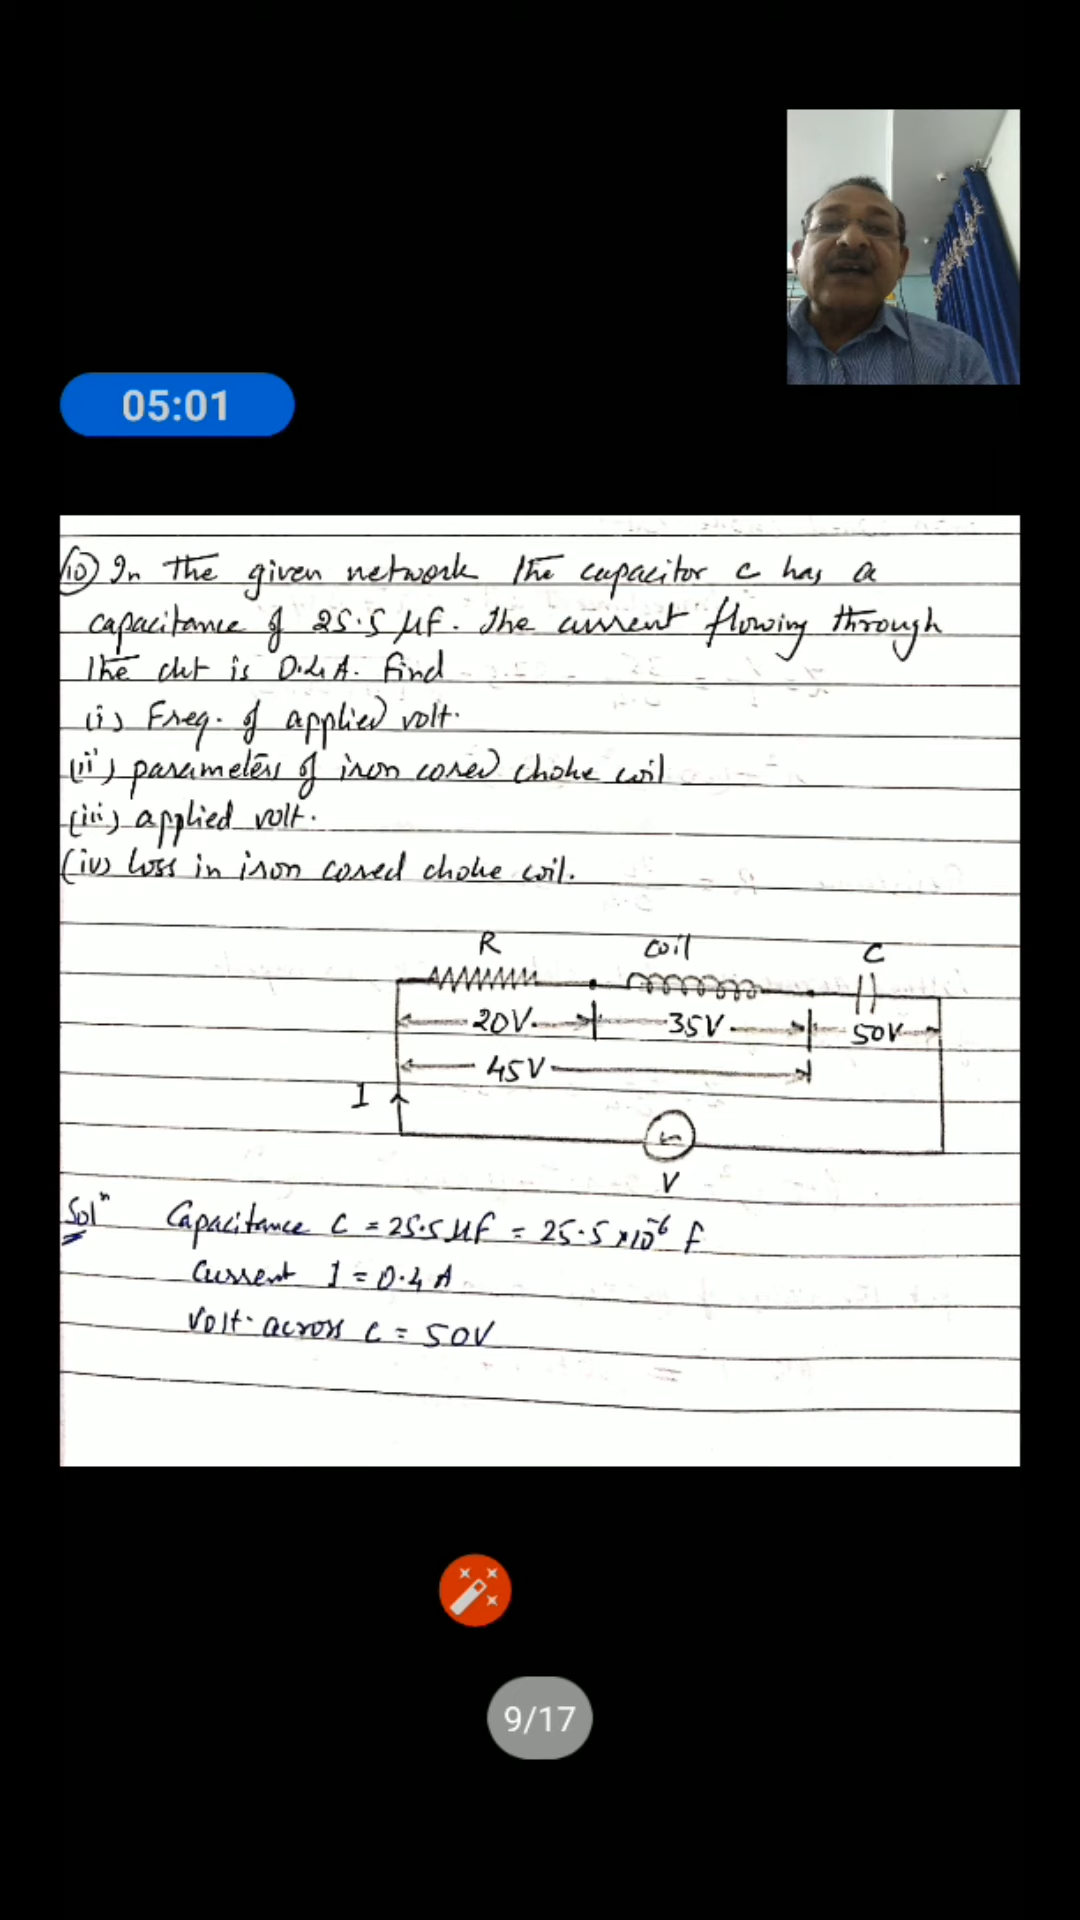 05:01
(10) In the given network the capacitor c has a
capacitance of 25.5 μf. The current flowing through
the ckt is 0.4 A. find
(i) Freq. of applied volt.
(ii) parameters of iron cored choke coil
(iii) applied volt.
(iv) loss in iron cored choke coil.
R coil C
20V 35V 50V
45V
I
V
Solⁿ Capacitance C = 25.5 μf = 25.5 x 10⁻⁶ f
Current I = 0.4 A
Volt. across C = 50V
9/17